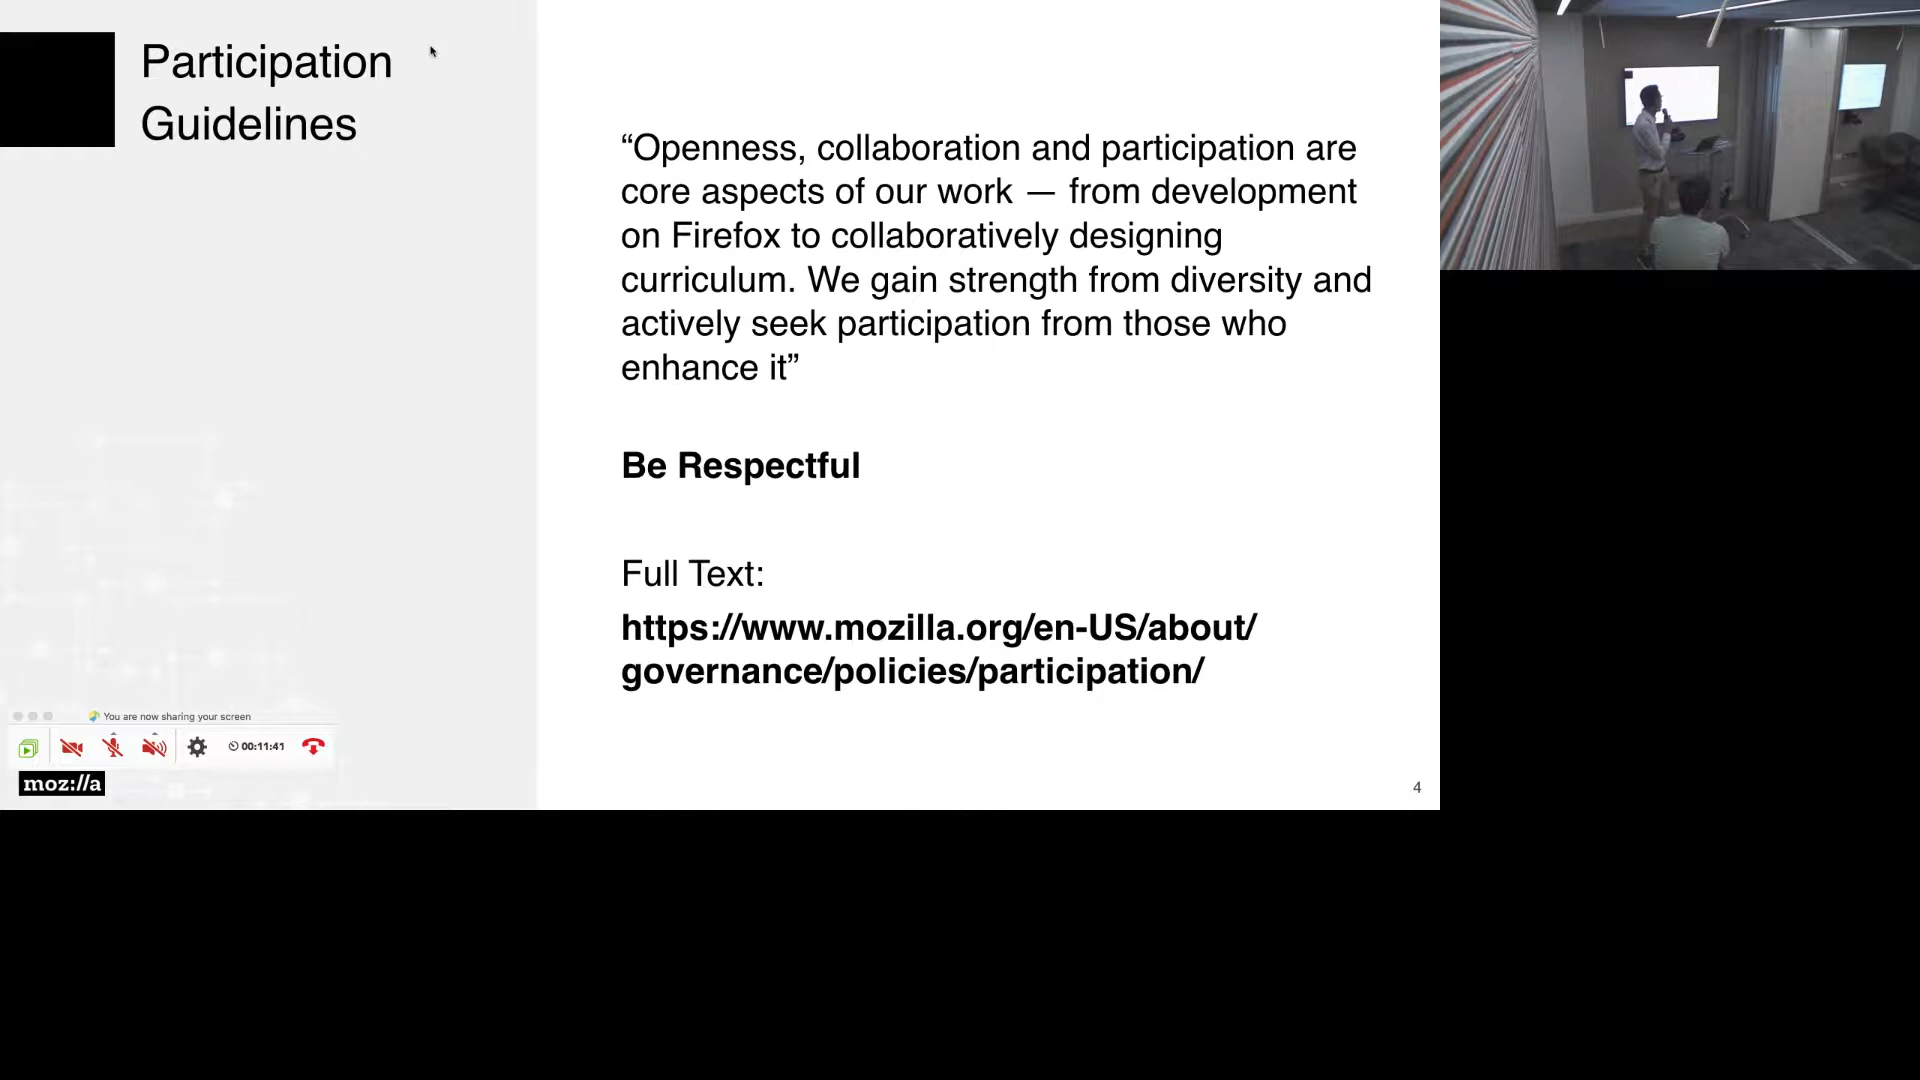 Participation
Guidelines
“Openness, collaboration and participation are
core aspects of our work — from development
on Firefox to collaboratively designing
curriculum. We gain strength from diversity and
actively seek participation from those who
enhance it”
Be Respectful
Full Text:
https://www.mozilla.org/en-US/about/
governance/policies/participation/
You are now sharing your screen
00:11:41
moz://a
4